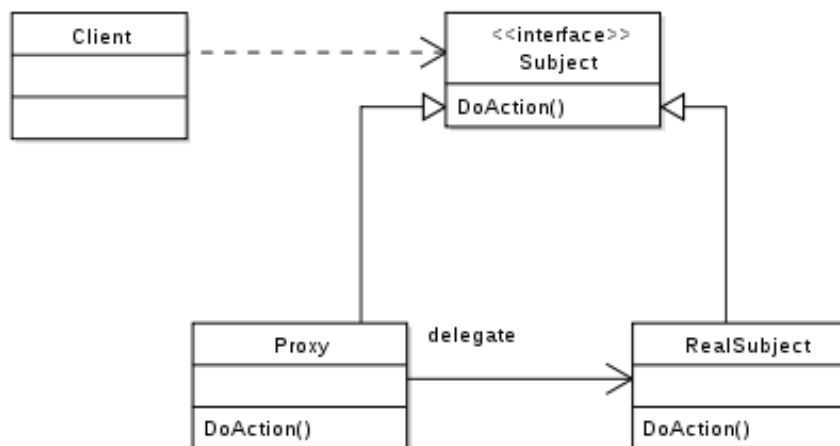 Client
<<interface>>
Subject
DoAction()
delegate
Proxy
RealSubject
DoAction()
DoAction()